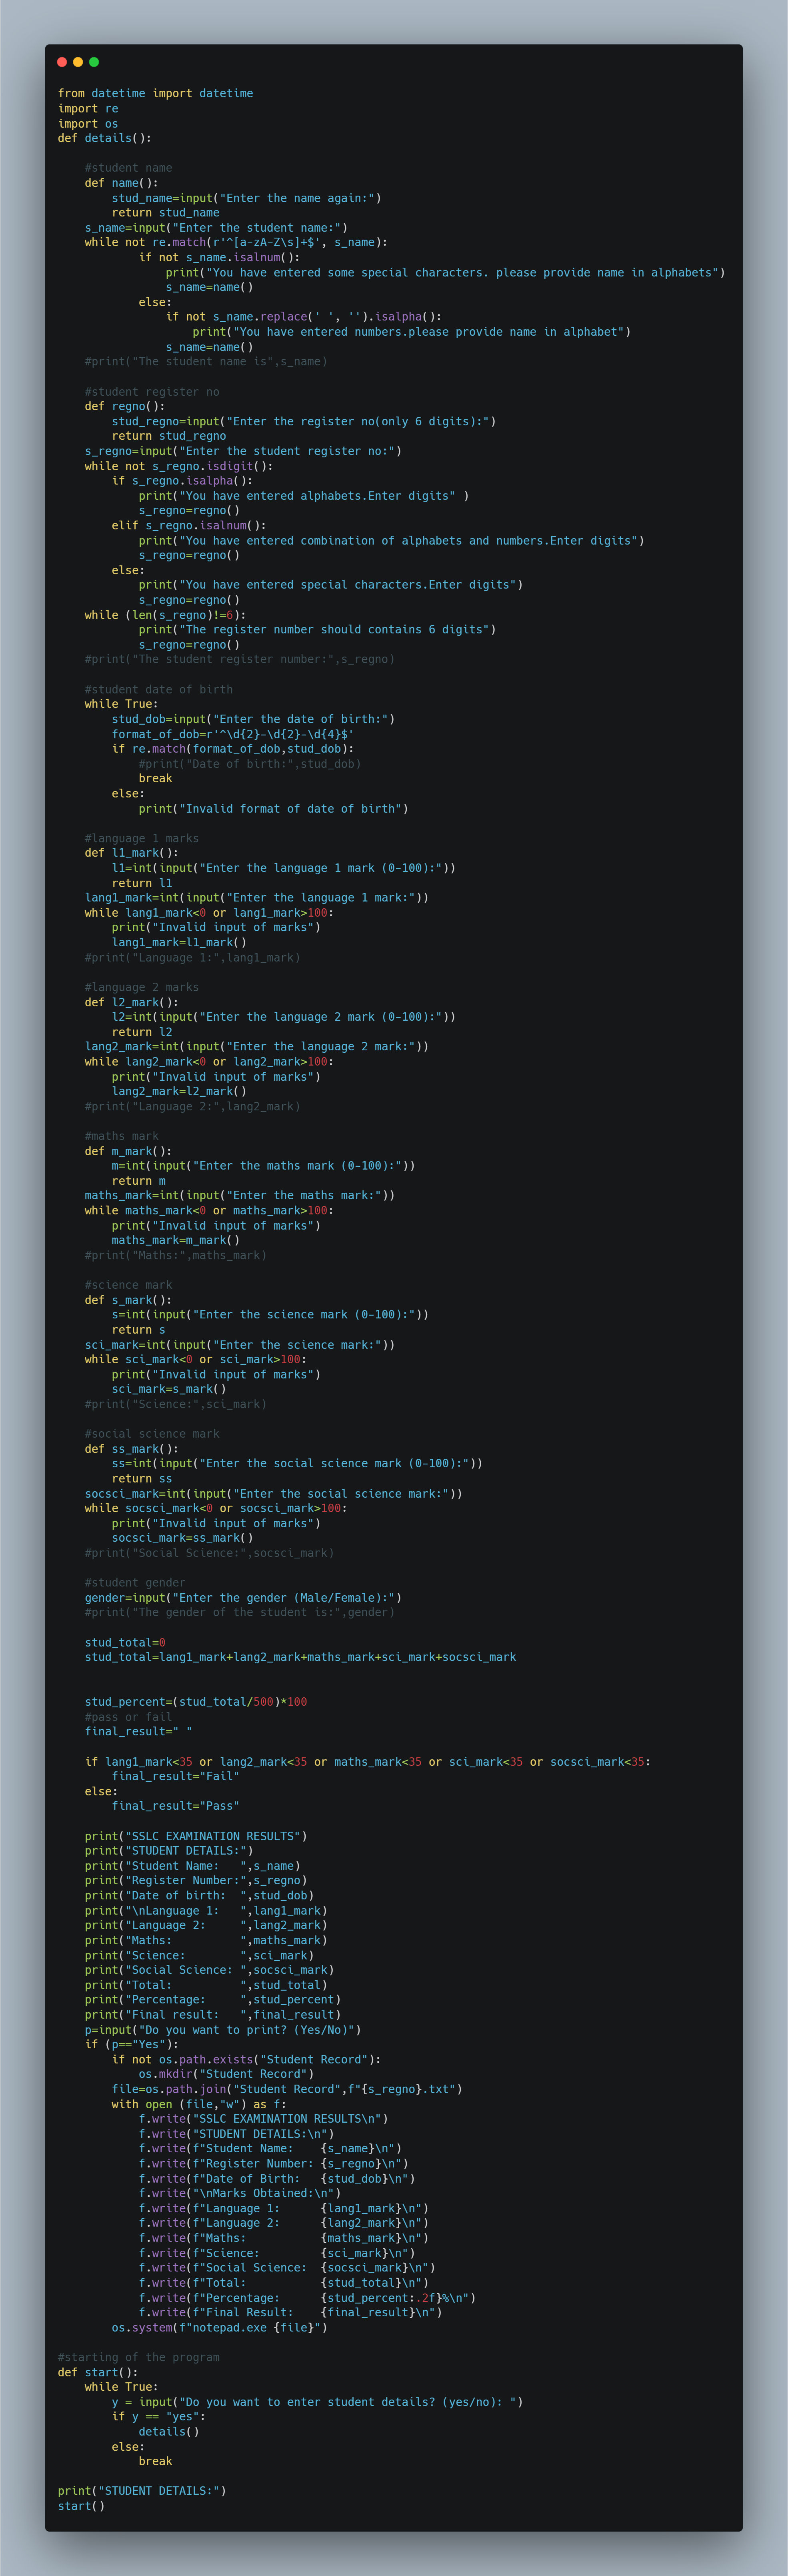 from datetime import datetime
import re
import os
def details():

    #student name
    def name():
        stud_name=input("Enter the name again:")
        return stud_name
    s_name=input("Enter the student name:")
    while not re.match(r'^[a-zA-Z\s]+$', s_name):
            if not s_name.isalnum():
                print("You have entered some special characters. please provide name in alphabets")
                s_name=name()
            else:
                if not s_name.replace(' ', '').isalpha():
                    print("You have entered numbers.please provide name in alphabet")
                s_name=name()
    #print("The student name is",s_name)

    #student register no
    def regno():
        stud_regno=input("Enter the register no(only 6 digits):")
        return stud_regno
    s_regno=input("Enter the student register no:")
    while not s_regno.isdigit():
        if s_regno.isalpha():
            print("You have entered alphabets.Enter digits" )
            s_regno=regno()
        elif s_regno.isalnum():
            print("You have entered combination of alphabets and numbers.Enter digits")
            s_regno=regno()
        else:
            print("You have entered special characters.Enter digits")
            s_regno=regno()
    while (len(s_regno)!=6):
            print("The register number should contains 6 digits")
            s_regno=regno()
    #print("The student register number:",s_regno)

    #student date of birth
    while True:
        stud_dob=input("Enter the date of birth:")
        format_of_dob=r'^\d{2}-\d{2}-\d{4}$'
        if re.match(format_of_dob,stud_dob):
            #print("Date of birth:",stud_dob)
            break
        else:
            print("Invalid format of date of birth")

    #language 1 marks
    def l1_mark():
        l1=int(input("Enter the language 1 mark (0-100):"))
        return l1
    lang1_mark=int(input("Enter the language 1 mark:"))
    while lang1_mark<0 or lang1_mark>100:
        print("Invalid input of marks")
        lang1_mark=l1_mark()
    #print("Language 1:",lang1_mark)

    #language 2 marks
    def l2_mark():
        l2=int(input("Enter the language 2 mark (0-100):"))
        return l2
    lang2_mark=int(input("Enter the language 2 mark:"))
    while lang2_mark<0 or lang2_mark>100:
        print("Invalid input of marks")
        lang2_mark=l2_mark()
    #print("Language 2:",lang2_mark)

    #maths mark
    def m_mark():
        m=int(input("Enter the maths mark (0-100):"))
        return m
    maths_mark=int(input("Enter the maths mark:"))
    while maths_mark<0 or maths_mark>100:
        print("Invalid input of marks")
        maths_mark=m_mark()
    #print("Maths:",maths_mark)

    #science mark
    def s_mark():
        s=int(input("Enter the science mark (0-100):"))
        return s
    sci_mark=int(input("Enter the science mark:"))
    while sci_mark<0 or sci_mark>100:
        print("Invalid input of marks")
        sci_mark=s_mark()
    #print("Science:",sci_mark)

    #social science mark
    def ss_mark():
        ss=int(input("Enter the social science mark (0-100):"))
        return ss
    socsci_mark=int(input("Enter the social science mark:"))
    while socsci_mark<0 or socsci_mark>100:
        print("Invalid input of marks")
        socsci_mark=ss_mark()
    #print("Social Science:",socsci_mark)

    #student gender
    gender=input("Enter the gender (Male/Female):")
    #print("The gender of the student is:",gender)

    stud_total=0
    stud_total=lang1_mark+lang2_mark+maths_mark+sci_mark+socsci_mark


    stud_percent=(stud_total/500)*100
    #pass or fail
    final_result=" "

    if lang1_mark<35 or lang2_mark<35 or maths_mark<35 or sci_mark<35 or socsci_mark<35:
        final_result="Fail"
    else:
        final_result="Pass"

    print("SSLC EXAMINATION RESULTS")
    print("STUDENT DETAILS:")
    print("Student Name:   ",s_name)
    print("Register Number:",s_regno)
    print("Date of birth:  ",stud_dob)
    print("\nLanguage 1:   ",lang1_mark)
    print("Language 2:     ",lang2_mark)
    print("Maths:          ",maths_mark)
    print("Science:        ",sci_mark)
    print("Social Science: ",socsci_mark)
    print("Total:          ",stud_total)
    print("Percentage:     ",stud_percent)
    print("Final result:   ",final_result)
    p=input("Do you want to print? (Yes/No)")
    if (p=="Yes"):
        if not os.path.exists("Student Record"):
            os.mkdir("Student Record")
        file=os.path.join("Student Record",f"{s_regno}.txt")
        with open (file,"w") as f:
            f.write("SSLC EXAMINATION RESULTS\n")
            f.write("STUDENT DETAILS:\n")
            f.write(f"Student Name:    {s_name}\n")
            f.write(f"Register Number: {s_regno}\n")
            f.write(f"Date of Birth:   {stud_dob}\n")
            f.write("\nMarks Obtained:\n")
            f.write(f"Language 1:      {lang1_mark}\n")
            f.write(f"Language 2:      {lang2_mark}\n")
            f.write(f"Maths:           {maths_mark}\n")
            f.write(f"Science:         {sci_mark}\n")
            f.write(f"Social Science:  {socsci_mark}\n")
            f.write(f"Total:           {stud_total}\n")
            f.write(f"Percentage:      {stud_percent:.2f}%\n")
            f.write(f"Final Result:    {final_result}\n")
        os.system(f"notepad.exe {file}")

#starting of the program
def start():
    while True:
        y = input("Do you want to enter student details? (yes/no): ")
        if y == "yes":
            details()
        else:
            break

print("STUDENT DETAILS:")
start()